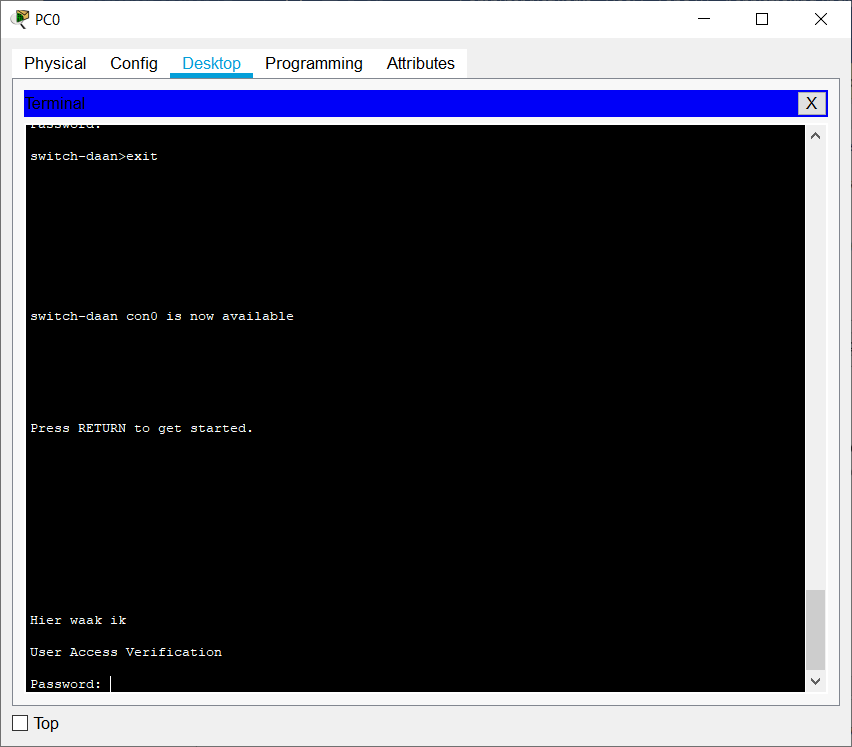 PC0
Physical Config Desktop Programming Attributes
Terminal
X
Password:
switch-daan>exit
switch-daan con0 is now available
Press RETURN to get started.
Hier waak ik
User Access Verification
Password:
Top